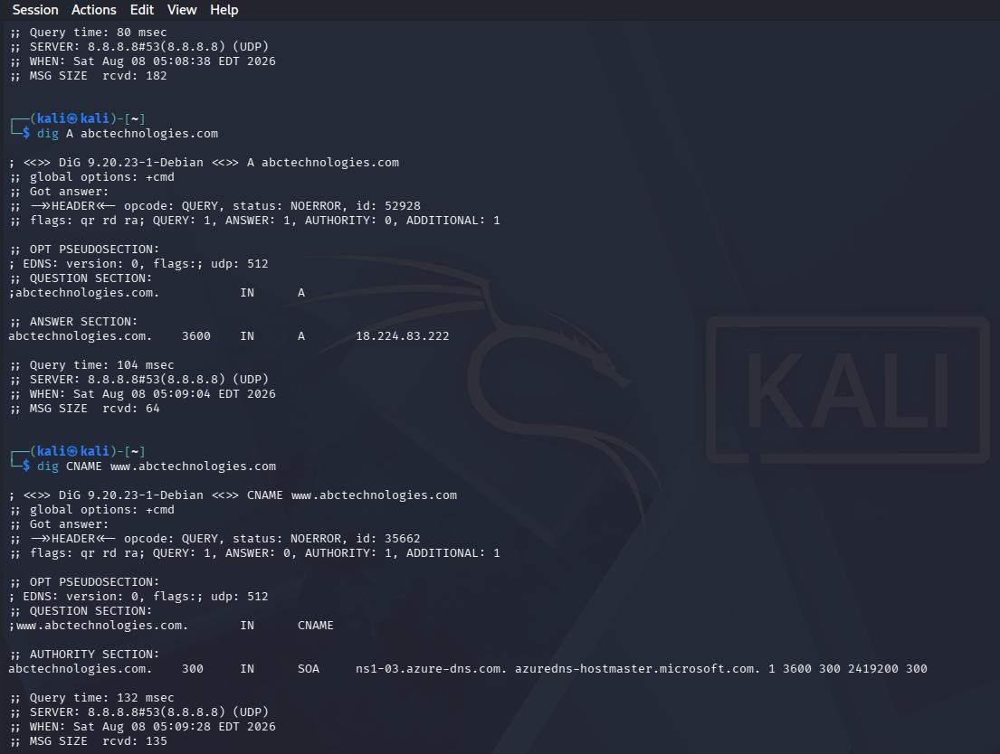 Session Actions Edit View Help
;; Query time: 80 msec
;; SERVER: 8.8.8.8#53(8.8.8.8) (UDP)
;; WHEN: Sat Aug 08 05:08:38 EDT 2026
;; MSG SIZE  rcvd: 182
┌──(kali㉿kali)-[~]
└─$ dig A abctechnologies.com
; <<>> DiG 9.20.23-1-Debian <<>> A abctechnologies.com
;; global options: +cmd
;; Got answer:
;; ->>HEADER<<- opcode: QUERY, status: NOERROR, id: 52928
;; flags: qr rd ra; QUERY: 1, ANSWER: 1, AUTHORITY: 0, ADDITIONAL: 1
;; OPT PSEUDOSECTION:
; EDNS: version: 0, flags:; udp: 512
;; QUESTION SECTION:
;abctechnologies.com. IN A
;; ANSWER SECTION:
abctechnologies.com. 3600 IN A 18.224.83.222
;; Query time: 104 msec
;; SERVER: 8.8.8.8#53(8.8.8.8) (UDP)
;; WHEN: Sat Aug 08 05:09:04 EDT 2026
;; MSG SIZE  rcvd: 64
KALI
┌──(kali㉿kali)-[~]
└─$ dig CNAME www.abctechnologies.com
; <<>> DiG 9.20.23-1-Debian <<>> CNAME www.abctechnologies.com
;; global options: +cmd
;; Got answer:
;; ->>HEADER<<- opcode: QUERY, status: NOERROR, id: 35662
;; flags: qr rd ra; QUERY: 1, ANSWER: 0, AUTHORITY: 1, ADDITIONAL: 1
;; OPT PSEUDOSECTION:
; EDNS: version: 0, flags:; udp: 512
;; QUESTION SECTION:
;www.abctechnologies.com. IN CNAME
;; AUTHORITY SECTION:
abctechnologies.com. 300 IN SOA ns1-03.azure-dns.com. azuredns-hostmaster.microsoft.com. 1 3600 300 2419200 300
;; Query time: 132 msec
;; SERVER: 8.8.8.8#53(8.8.8.8) (UDP)
;; WHEN: Sat Aug 08 05:09:28 EDT 2026
;; MSG SIZE  rcvd: 135